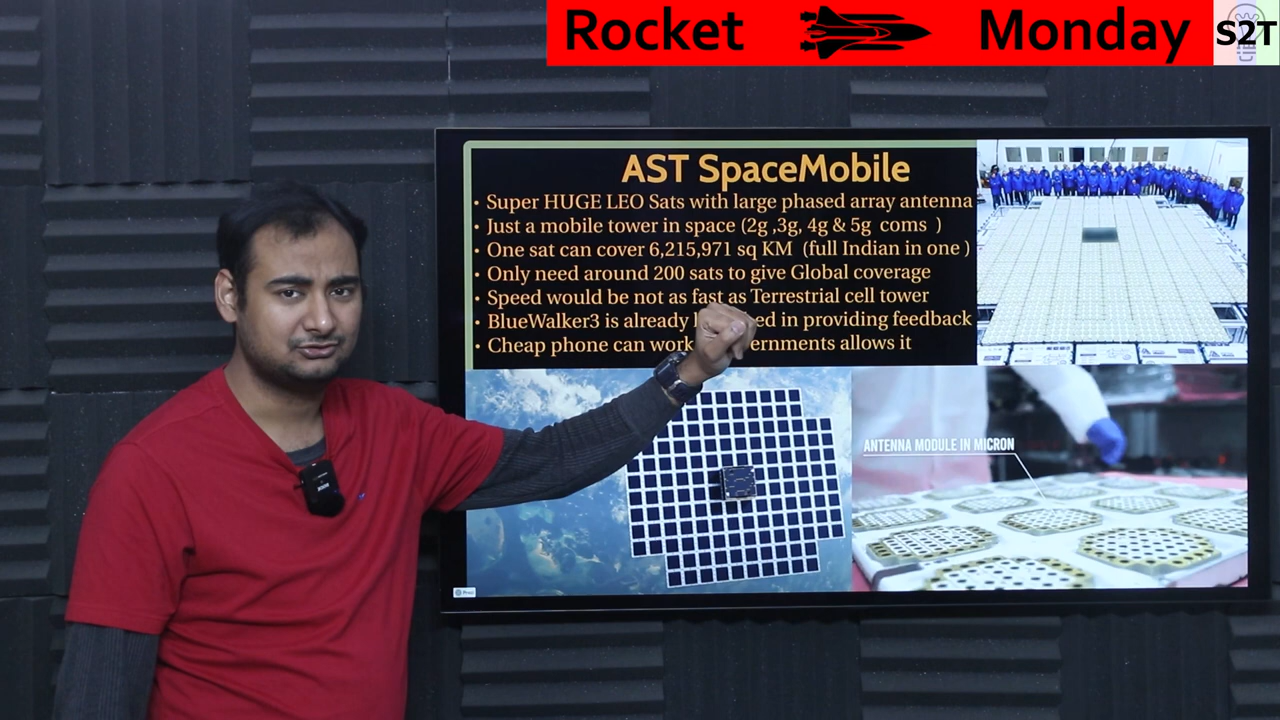 Rocket Monday S2T
AST SpaceMobile
• Super HUGE LEO Sats with large phased array antenna
• Just a mobile tower in space (2g ,3g, 4g & 5g coms )
• One sat can cover 6,215,971 sq KM (full Indian in one )
• Only need around 200 sats to give Global coverage
• Speed would be not as fast as Terrestrial cell tower
• BlueWalker3 is already in providing feedback
• Cheap phone can work allows it
ANTENNA MODULE IN MICRON